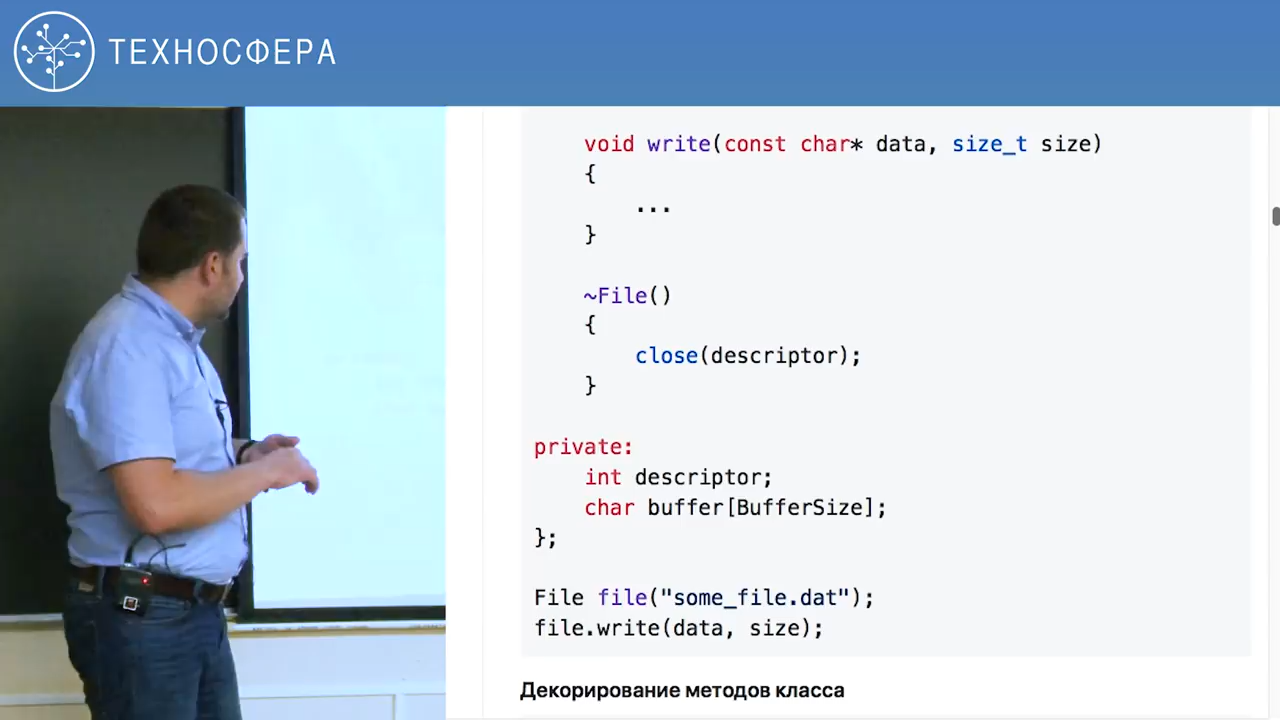 ТЕХНОСФЕРА
void write(const char* data, size_t size)
{
...
}
~File()
{
close(descriptor);
}
private:
int descriptor;
char buffer[BufferSize];
};
File file("some_file.dat");
file.write(data, size);
Декорирование методов класса